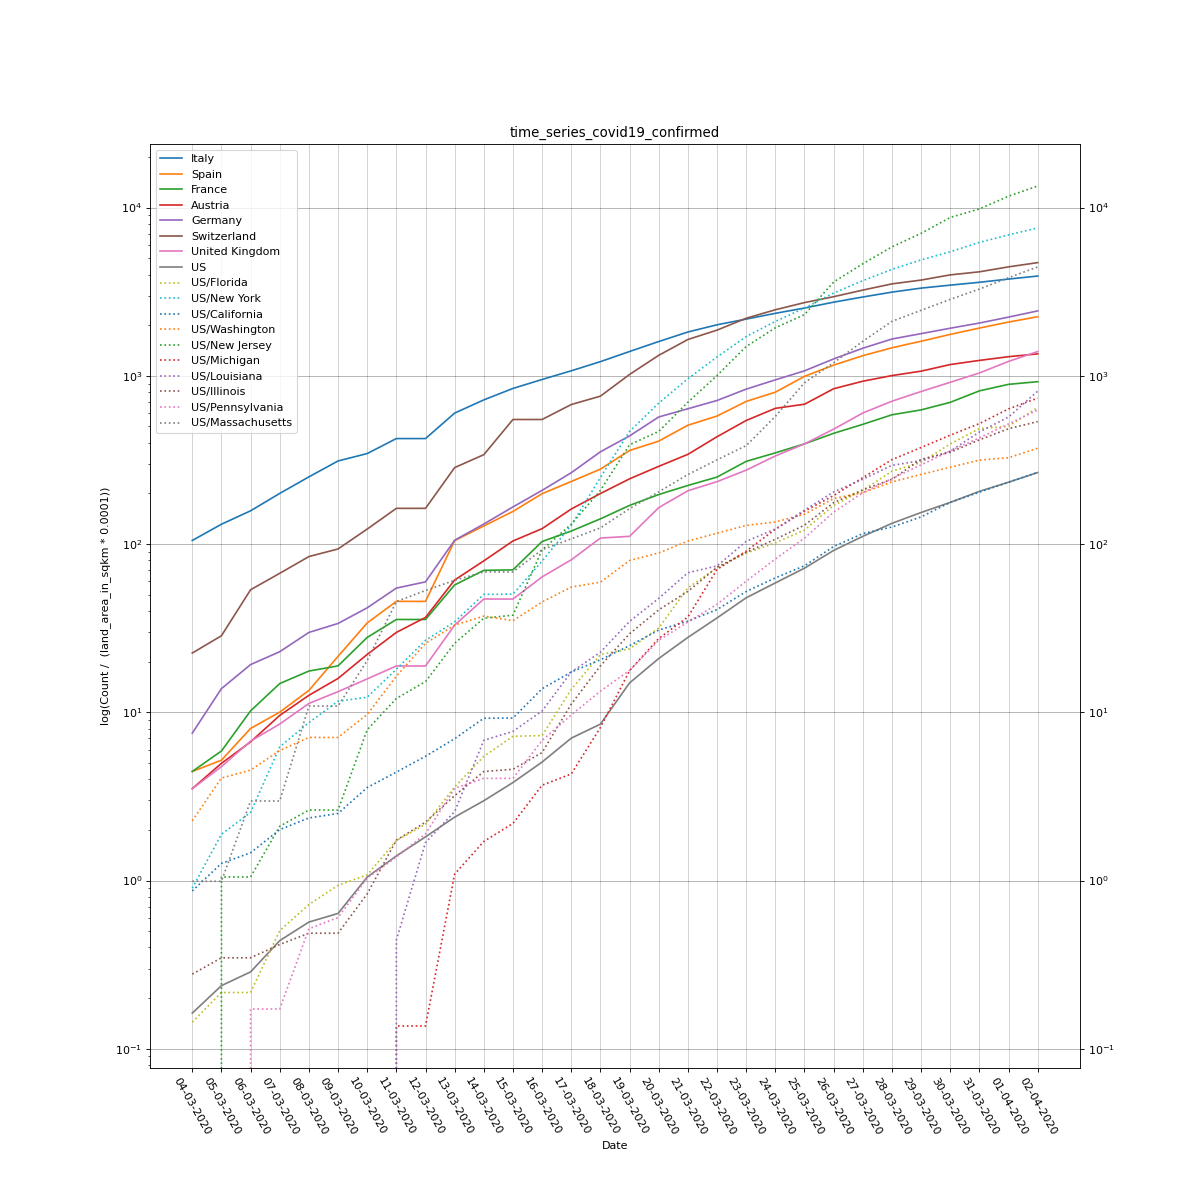 time_series_covid19_confirmed
Italy
Spain
France
Austria
Germany
Switzerland
United Kingdom
US
US/Florida
US/New York
US/California
US/Washington
US/New Jersey
US/Michigan
US/Louisiana
US/Illinois
US/Pennsylvania
US/Massachusetts
log(Count /  (land_area_in_sqkm * 0.0001))
10⁴
10³
10²
10¹
10⁰
10⁻¹
10⁴
10³
10²
10¹
10⁰
10⁻¹
04-03-2020
05-03-2020
06-03-2020
07-03-2020
08-03-2020
09-03-2020
10-03-2020
11-03-2020
12-03-2020
13-03-2020
14-03-2020
15-03-2020
16-03-2020
17-03-2020
18-03-2020
19-03-2020
20-03-2020
21-03-2020
22-03-2020
23-03-2020
24-03-2020
25-03-2020
26-03-2020
27-03-2020
28-03-2020
29-03-2020
30-03-2020
31-03-2020
01-04-2020
02-04-2020
Date